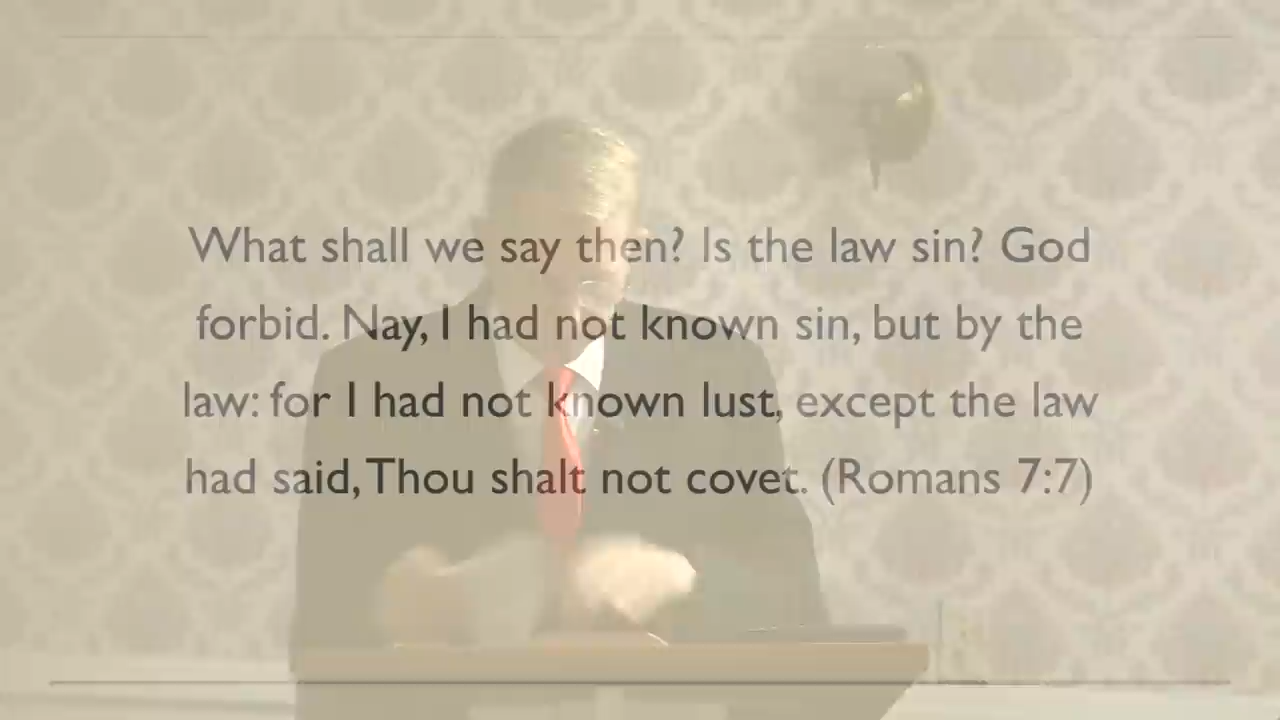 What shall we say then? Is the law sin? God
forbid. Nay, I had not known sin, but by the
law: for I had not known lust, except the law
had said, Thou shalt not covet. (Romans 7:7)